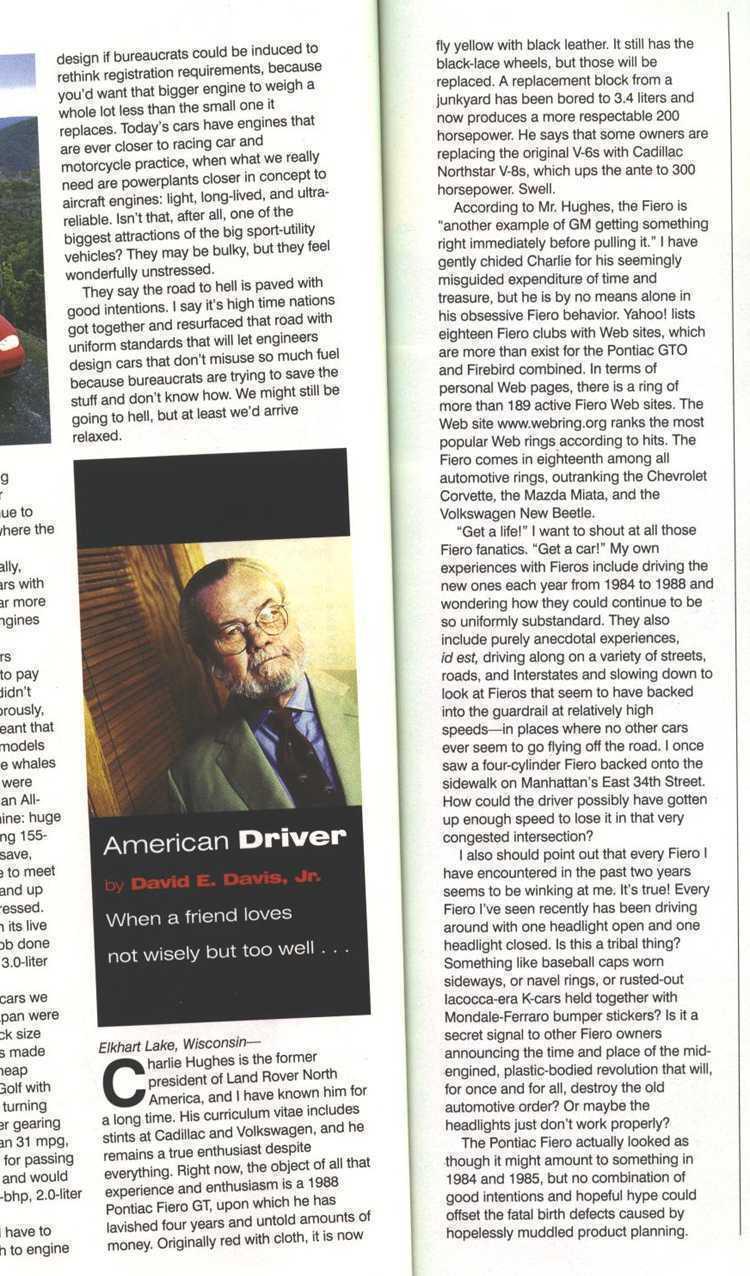 design if bureaucrats could be induced to
rethink registration requirements, because
you'd want that bigger engine to weigh a
whole lot less than the small one it
replaces. Today's cars have engines that
are ever closer to racing car and
motorcycle practice, when what we really
need are powerplants closer in concept to
aircraft engines: light, long-lived, and ultra-
reliable. Isn't that, after all, one of the
biggest attractions of the big sport-utility
vehicles? They may be bulky, but they feel
wonderfully unstressed.
They say the road to hell is paved with
good intentions. I say it's high time nations
got together and resurfaced that road with
uniform standards that will let engineers
design cars that don't misuse so much fuel
because bureaucrats are trying to save the
stuff and don't know how. We might still be
going to hell, but at least we'd arrive
relaxed.
American Driver
by David E. Davis, Jr.
When a friend loves
not wisely but too well . . .
Elkhart Lake, Wisconsin—
Charlie Hughes is the former
president of Land Rover North
America, and I have known him for
a long time. His curriculum vitae includes
stints at Cadillac and Volkswagen, and he
remains a true enthusiast despite
everything. Right now, the object of all that
experience and enthusiasm is a 1988
Pontiac Fiero GT, upon which he has
lavished four years and untold amounts of
money. Originally red with cloth, it is now
fly yellow with black leather. It still has the
black-lace wheels, but those will be
replaced. A replacement block from a
junkyard has been bored to 3.4 liters and
now produces a more respectable 200
horsepower. He says that some owners are
replacing the original V-6s with Cadillac
Northstar V-8s, which ups the ante to 300
horsepower. Swell.
According to Mr. Hughes, the Fiero is
"another example of GM getting something
right immediately before pulling it." I have
gently chided Charlie for his seemingly
misguided expenditure of time and
treasure, but he is by no means alone in
his obsessive Fiero behavior. Yahoo! lists
eighteen Fiero clubs with Web sites, which
are more than exist for the Pontiac GTO
and Firebird combined. In terms of
personal Web pages, there is a ring of
more than 189 active Fiero Web sites. The
Web site www.webring.org ranks the most
popular Web rings according to hits. The
Fiero comes in eighteenth among all
automotive rings, outranking the Chevrolet
Corvette, the Mazda Miata, and the
Volkswagen New Beetle.
"Get a life!" I want to shout at all those
Fiero fanatics. "Get a car!" My own
experiences with Fieros include driving the
new ones each year from 1984 to 1988 and
wondering how they could continue to be
so uniformly substandard. They also
include purely anecdotal experiences,
id est, driving along on a variety of streets,
roads, and Interstates and slowing down to
look at Fieros that seem to have backed
into the guardrail at relatively high
speeds—in places where no other cars
ever seem to go flying off the road. I once
saw a four-cylinder Fiero backed onto the
sidewalk on Manhattan's East 34th Street.
How could the driver possibly have gotten
up enough speed to lose it in that very
congested intersection?
I also should point out that every Fiero I
have encountered in the past two years
seems to be winking at me. It's true! Every
Fiero I've seen recently has been driving
around with one headlight open and one
headlight closed. Is this a tribal thing?
Something like baseball caps worn
sideways, or navel rings, or rusted-out
Iacocca-era K-cars held together with
Mondale-Ferraro bumper stickers? Is it a
secret signal to other Fiero owners
announcing the time and place of the mid-
engined, plastic-bodied revolution that will,
for once and for all, destroy the old
automotive order? Or maybe the
headlights just don't work properly?
The Pontiac Fiero actually looked as
though it might amount to something in
1984 and 1985, but no combination of
good intentions and hopeful hype could
offset the fatal birth defects caused by
hopelessly muddled product planning.